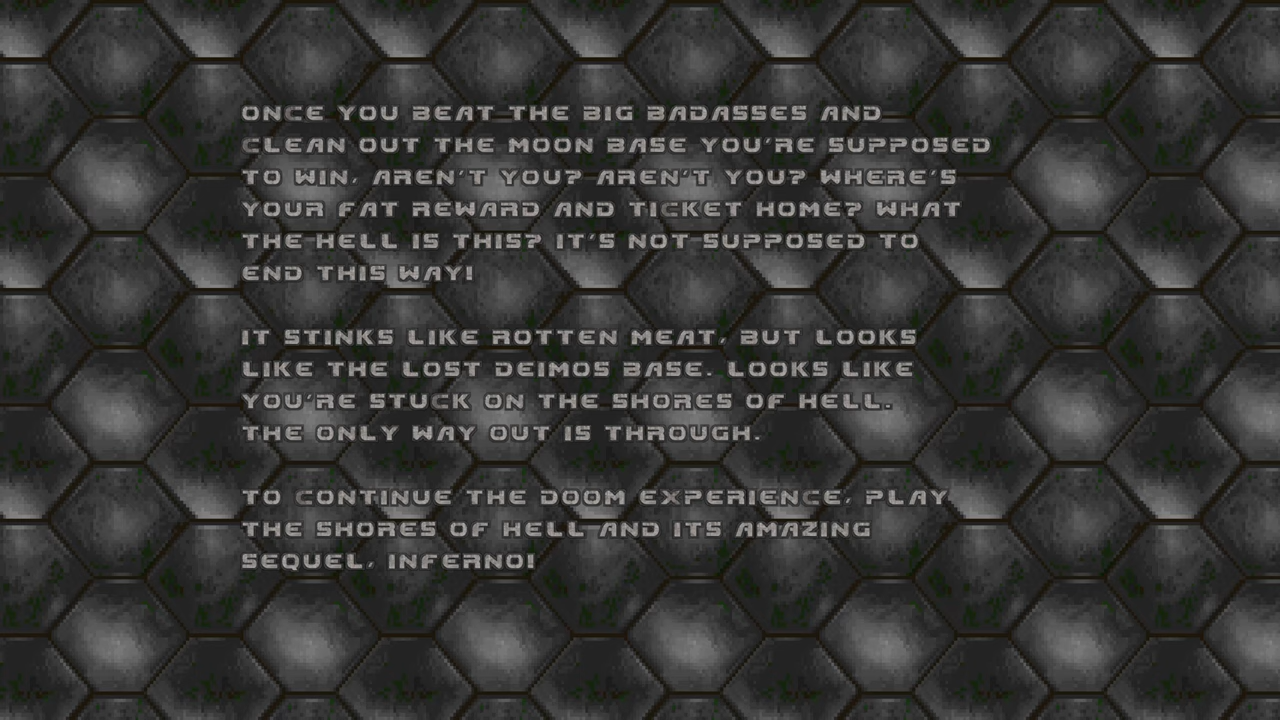 ONCE YOU BEAT THE BIG BADASSES AND
CLEAN OUT THE MOON BASE YOU'RE SUPPOSED
TO WIN, AREN'T YOU? AREN'T YOU? WHERE'S
YOUR FAT REWARD AND TICKET HOME? WHAT
THE HELL IS THIS? IT'S NOT SUPPOSED TO
END THIS WAY!
IT STINKS LIKE ROTTEN MEAT, BUT LOOKS
LIKE THE LOST DEIMOS BASE. LOOKS LIKE
YOU'RE STUCK ON THE SHORES OF HELL.
THE ONLY WAY OUT IS THROUGH.
TO CONTINUE THE DOOM EXPERIENCE, PLAY
THE SHORES OF HELL AND ITS AMAZING
SEQUEL, INFERNO!